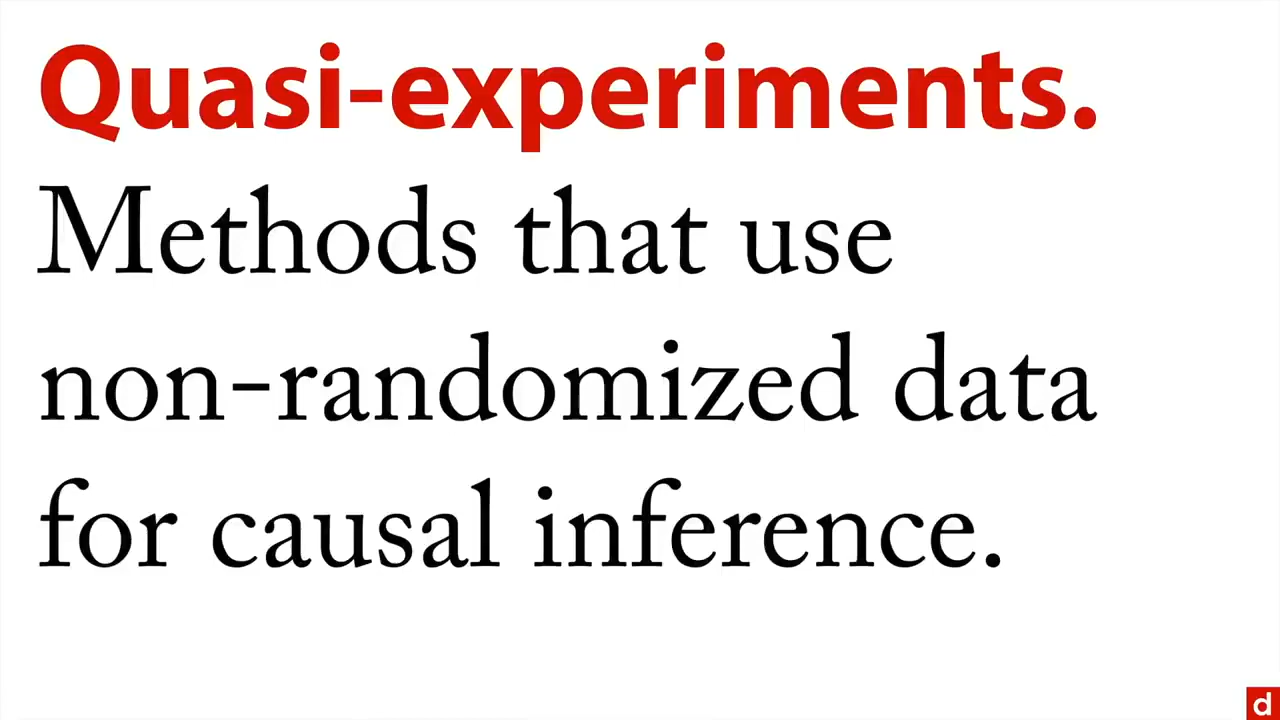 Quasi-experiments.
Methods that use
non-randomized data
for causal inference.
d